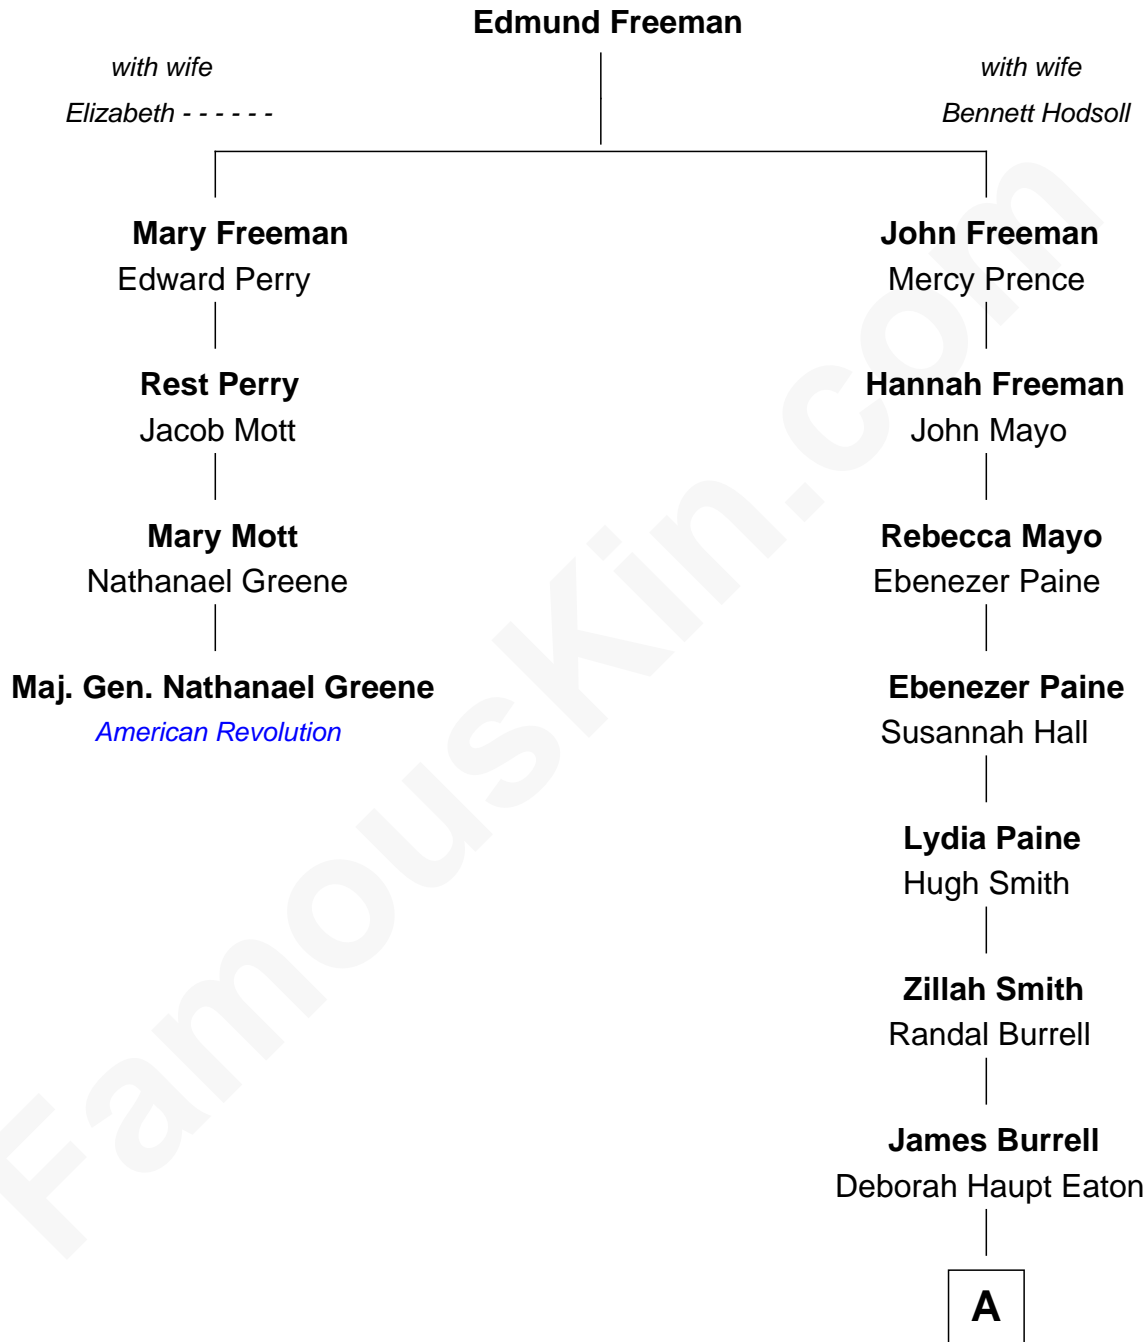 Edmund Freeman
with wife
Elizabeth - - - - - -
with wife
Bennett Hodsoll
Mary Freeman
Edward Perry
Rest Perry
Jacob Mott
Mary Mott
Nathanael Greene
Maj. Gen. Nathanael Greene
American Revolution
John Freeman
Mercy Prence
Hannah Freeman
John Mayo
Rebecca Mayo
Ebenezer Paine
Ebenezer Paine
Susannah Hall
Lydia Paine
Hugh Smith
Zillah Smith
Randal Burrell
James Burrell
Deborah Haupt Eaton
A
FamousKin.com